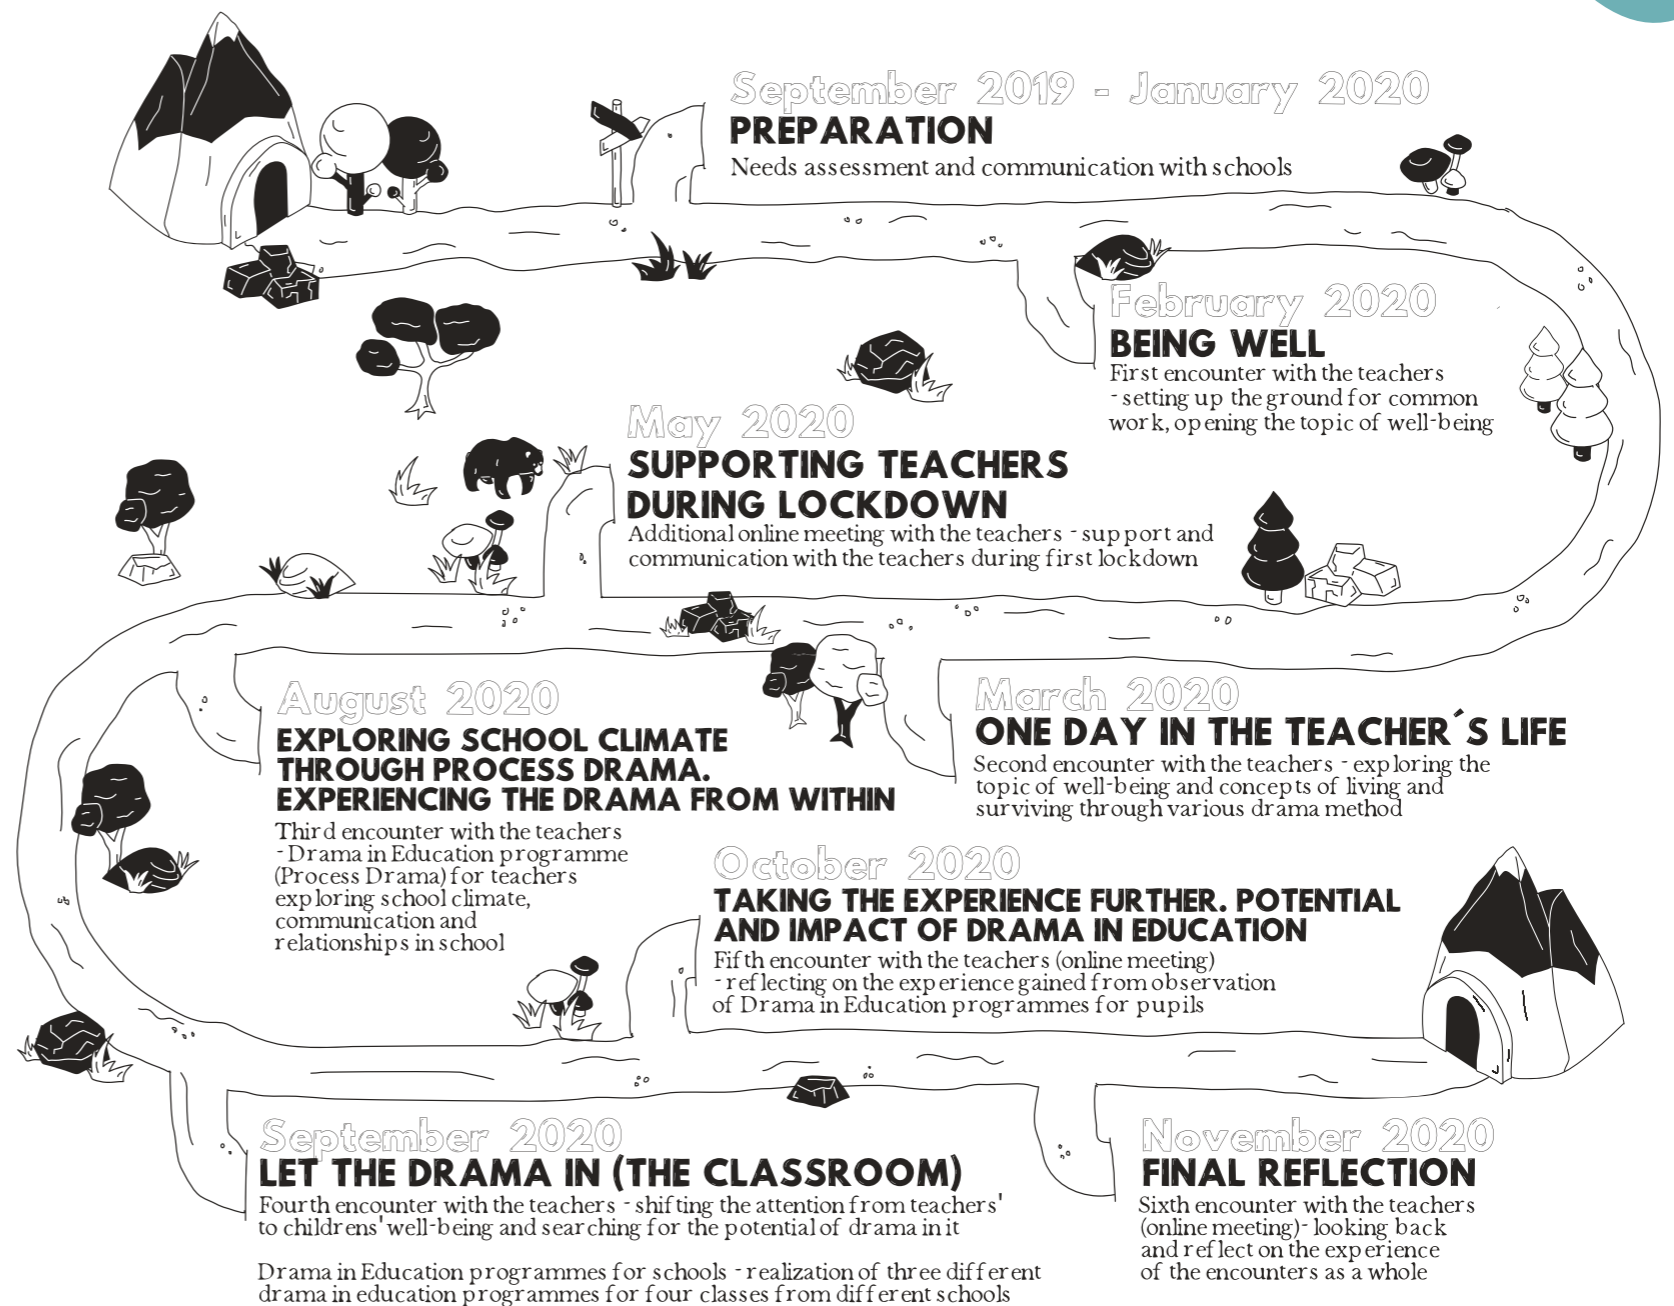 September 2019 - January 2020
PREPARATION
Needs assessment and communication with schools
February 2020
BEING WELL
First encounter with the teachers
- setting up the ground for common
work, opening the topic of well-being
May 2020
SUPPORTING TEACHERS
DURING LOCKDOWN
Additional online meeting with the teachers - support and
communication with the teachers during first lockdown
March 2020
ONE DAY IN THE TEACHER´S LIFE
Second encounter with the teachers - exploring the
topic of well-being and concepts of living and
surviving through various drama method
August 2020
EXPLORING SCHOOL CLIMATE
THROUGH PROCESS DRAMA.
EXPERIENCING THE DRAMA FROM WITHIN
Third encounter with the teachers
- Drama in Education programme
(Process Drama) for teachers
exploring school climate,
communication and
relationships in school
October 2020
TAKING THE EXPERIENCE FURTHER. POTENTIAL
AND IMPACT OF DRAMA IN EDUCATION
Fifth encounter with the teachers (online meeting)
- reflecting on the experience gained from observation
of Drama in Education programmes for pupils
September 2020
LET THE DRAMA IN (THE CLASSROOM)
Fourth encounter with the teachers - shifting the attention from teachers'
to childrens' well-being and searching for the potential of drama in it
Drama in Education programmes for schools - realization of three different
drama in education programmes for four classes from different schools
November 2020
FINAL REFLECTION
Sixth encounter with the teachers
(online meeting)- looking back
and reflect on the experience
of the encounters as a whole